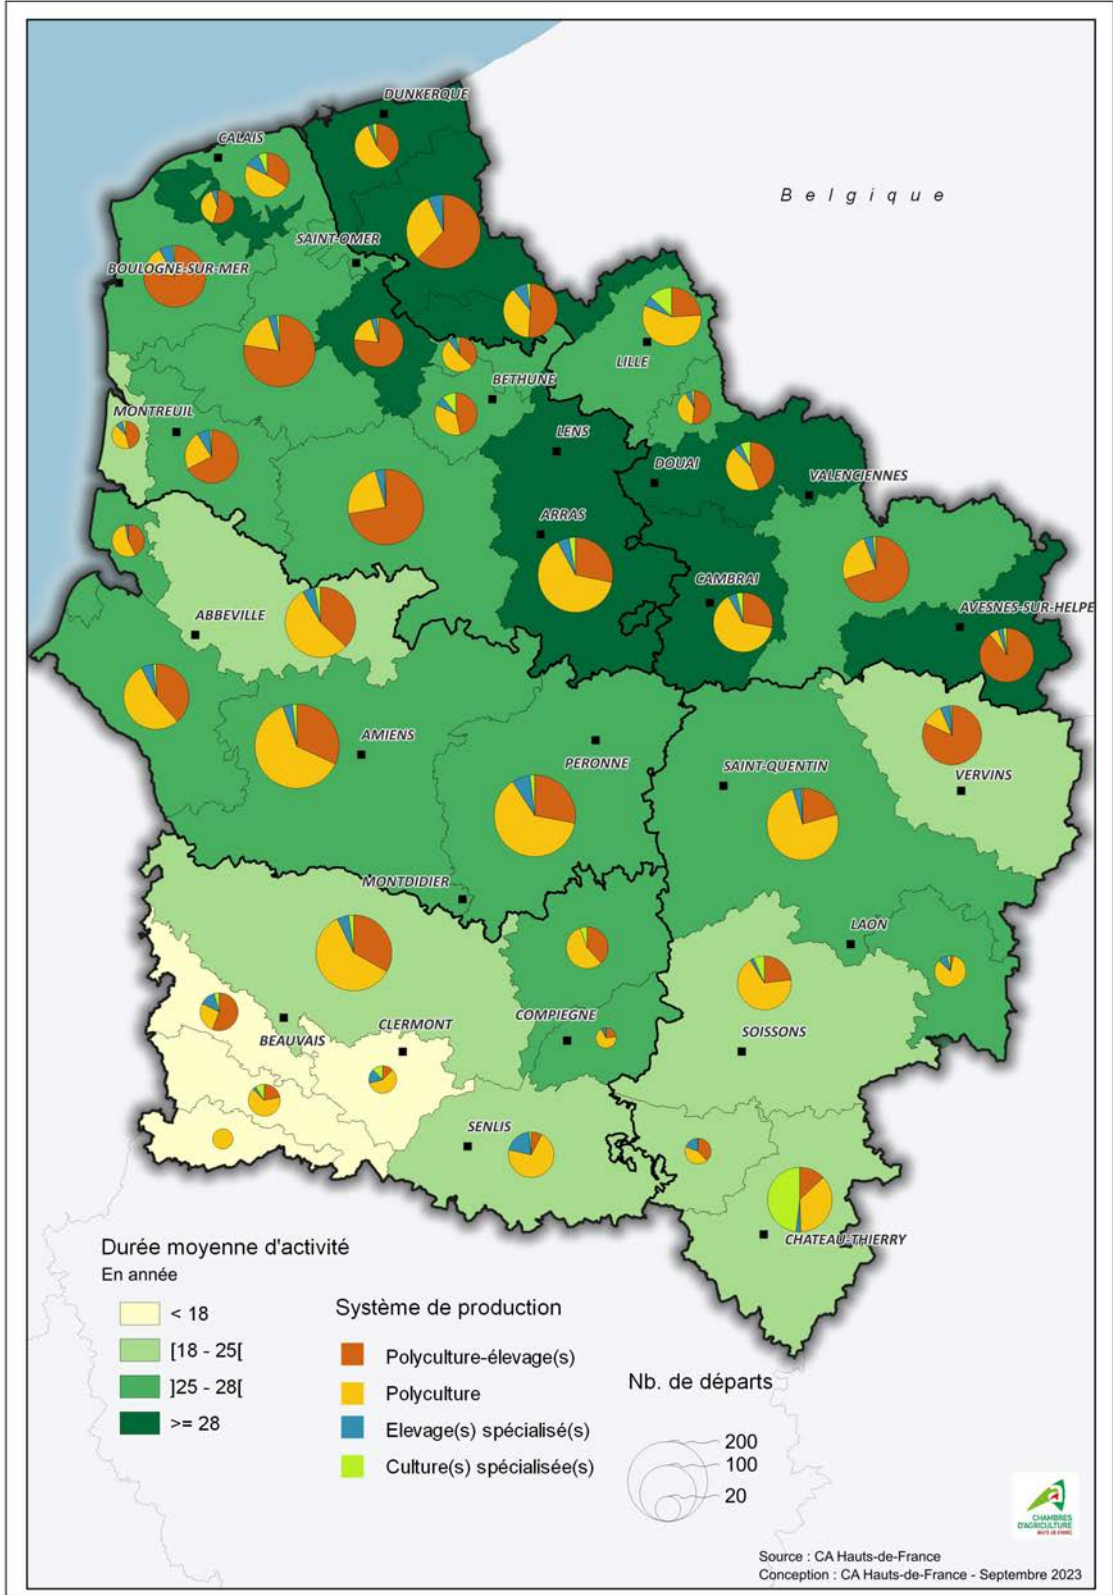 DUNKERQUE
CALAIS
Belgique
SAINT-OMER
BOULOGNE-SUR-MER
LILLE
BETHUNE
MONTREUIL
LENS
DOUAI
VALENCIENNES
ARRAS
CAMBRAI
AVESNES-SUR-HELPE
ABBEVILLE
AMIENS
PERONNE
SAINT-QUENTIN
VERVINS
MONTDIDIER
LAON
COMPIEGNE
CLERMONT
SOISSONS
BEAUVAIS
SENLIS
CHATEAU-THIERRY
Durée moyenne d'activité
En année
< 18
[18 - 25[
]25 - 28[
>= 28
Système de production
Polyculture-élevage(s)
Polyculture
Elevage(s) spécialisé(s)
Culture(s) spécialisée(s)
Nb. de départs
200
100
20
CHAMBRES
D'AGRICULTURE
HAUTS-DE-FRANCE
Source : CA Hauts-de-France
Conception : CA Hauts-de-France - Septembre 2023